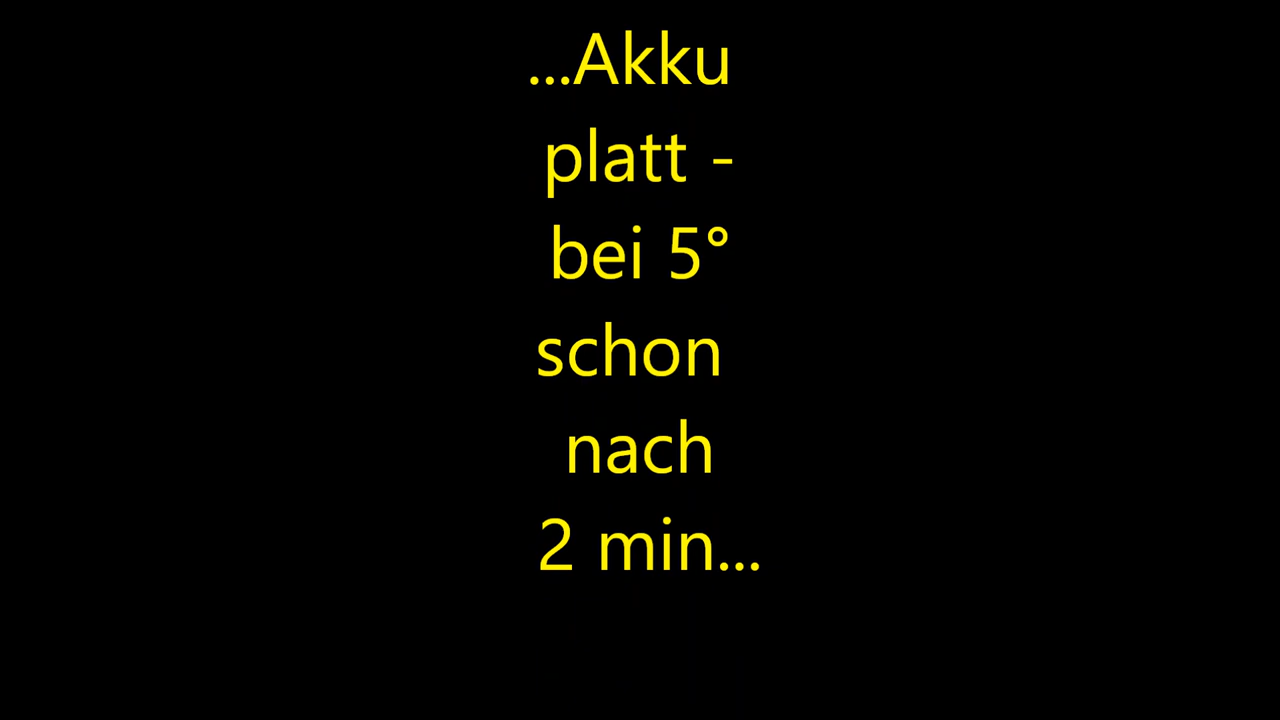 ...Akku
platt -
bei 5°
schon
nach
2 min...